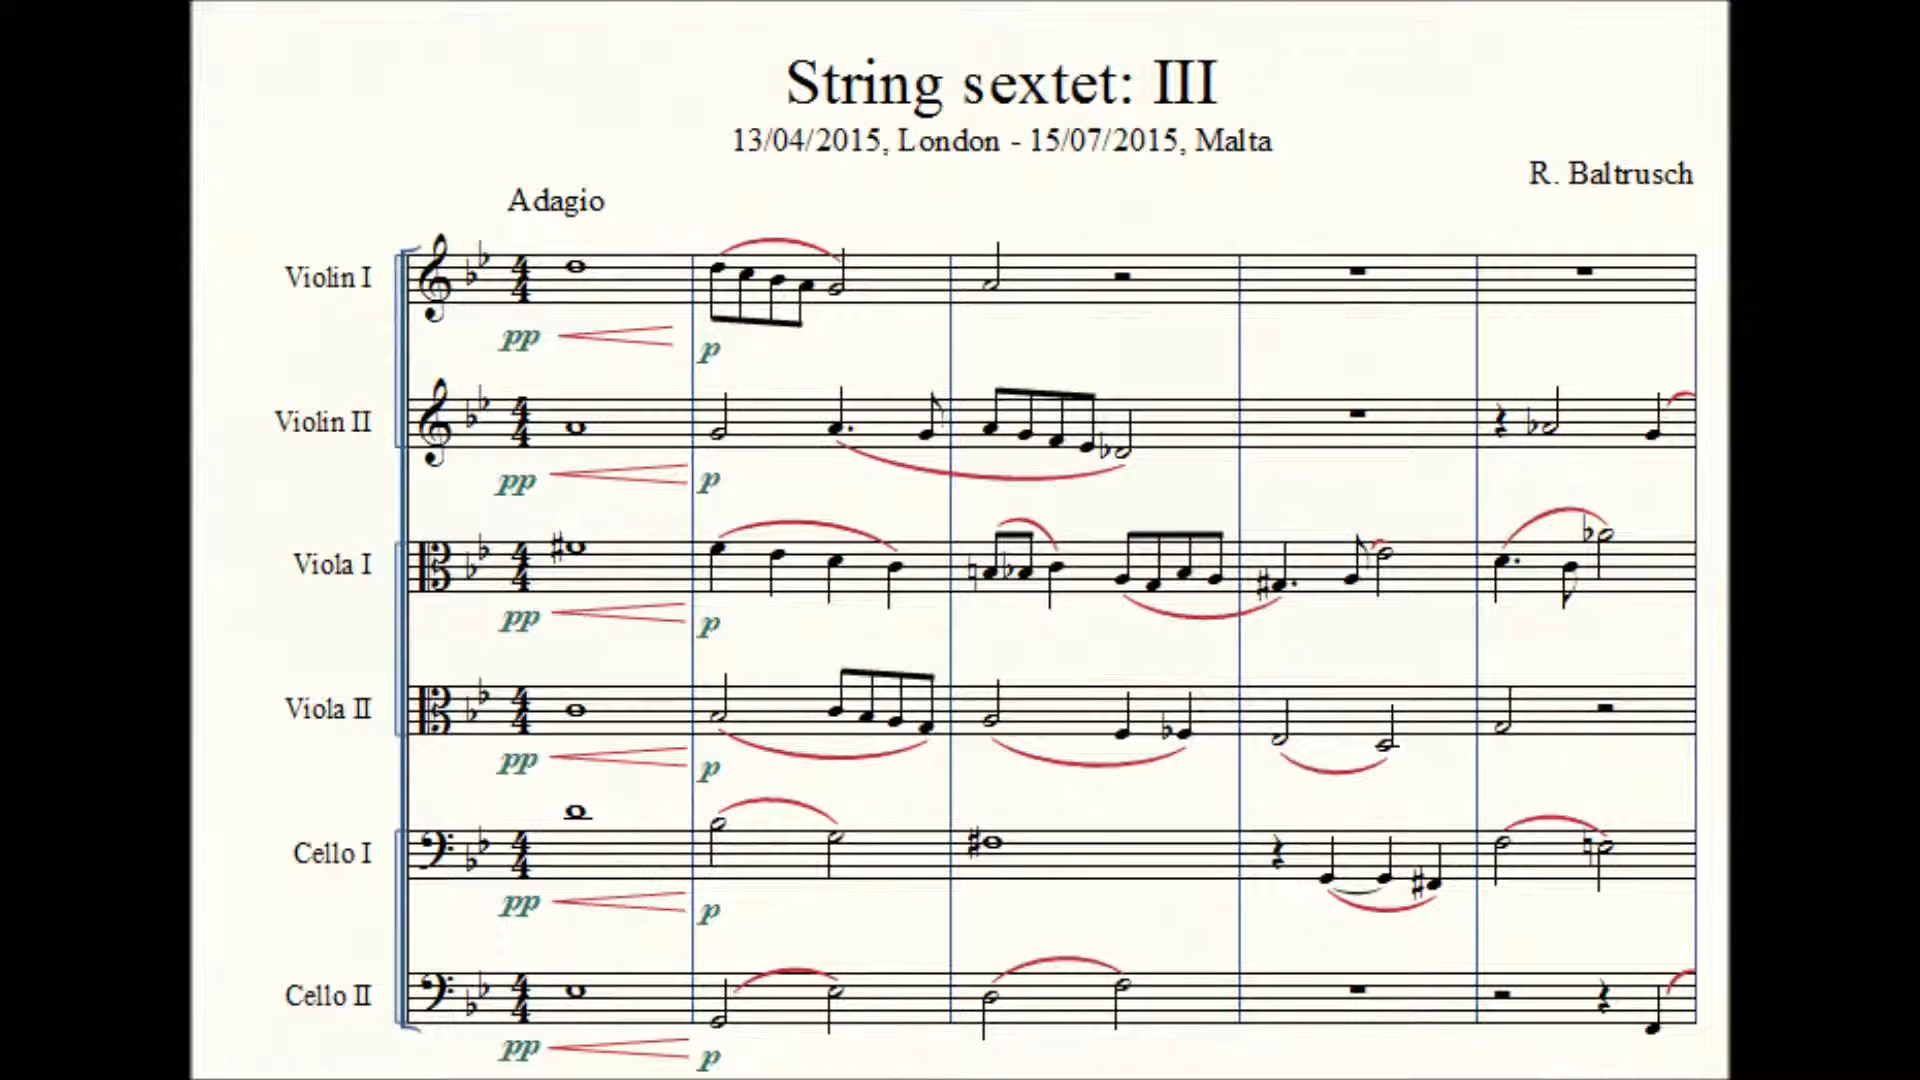 String sextet: III
13/04/2015, London - 15/07/2015, Malta
R. Baltrusch
Adagio
Violin I
pp p
Violin II
pp p
Viola I
pp p
Viola II
pp p
Cello I
pp p
Cello II
pp p